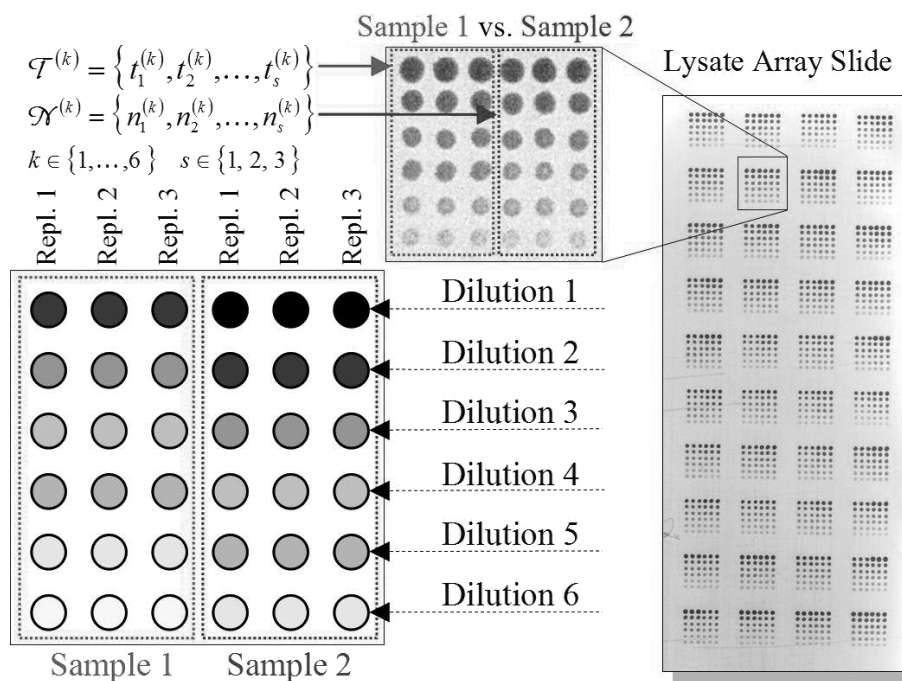 Sample 1 vs. Sample 2
𝒯^(k) = {t_1^(k), t_2^(k), ..., t_s^(k)}
𝒩^(k) = {n_1^(k), n_2^(k), ..., n_s^(k)}
k ∈ {1,...,6} s ∈ {1, 2, 3}
Lysate Array Slide
Repl. 1
Repl. 2
Repl. 3
Repl. 1
Repl. 2
Repl. 3
Dilution 1
Dilution 2
Dilution 3
Dilution 4
Dilution 5
Dilution 6
Sample 1
Sample 2